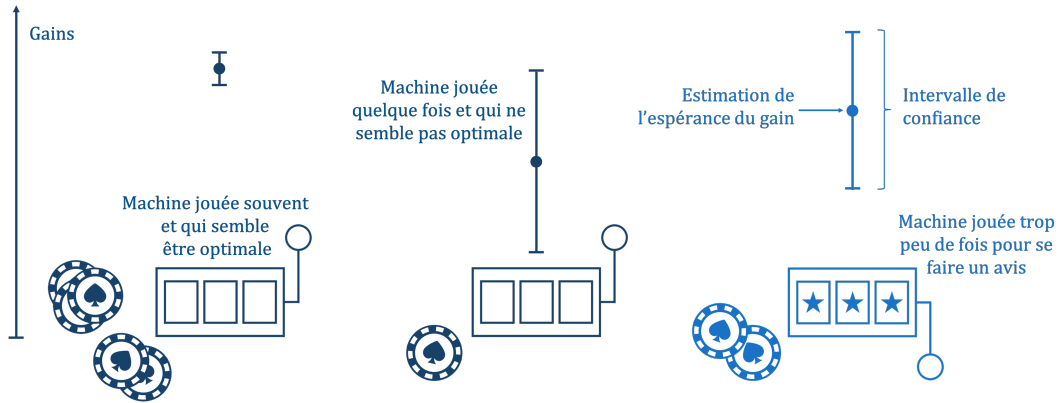 Gains
Machine jouée souvent
et qui semble
être optimale
Machine jouée
quelque fois et qui ne
semble pas optimale
Estimation de
l'espérance du gain
Intervalle de
confiance
Machine jouée trop
peu de fois pour se
faire un avis